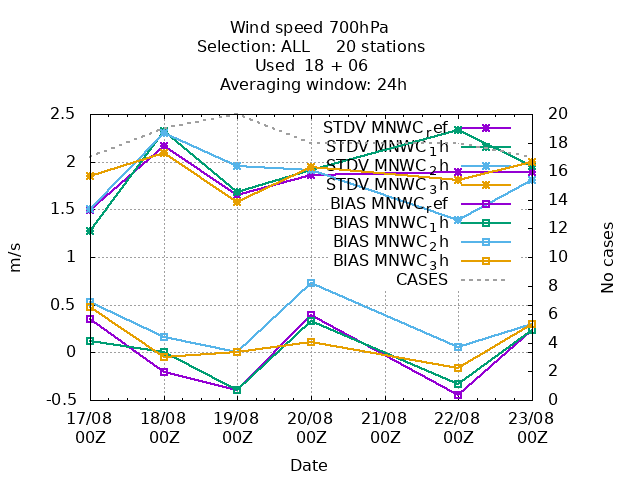 Wind speed 700hPa
Selection: ALL 20 stations
Used 18 + 06
Averaging window: 24h
2.5
2
1.5
1
0.5
0
-0.5
m/s
20
18
16
14
12
10
8
6
4
2
0
No cases
STDV MNWC_ref
STDV MNWC_1h
STDV MNWC_2h
STDV MNWC_3h
BIAS MNWC_ref
BIAS MNWC_1h
BIAS MNWC_2h
BIAS MNWC_3h
CASES
17/08 18/08 19/08 20/08 21/08 22/08 23/08
00Z 00Z 00Z 00Z 00Z 00Z 00Z
Date